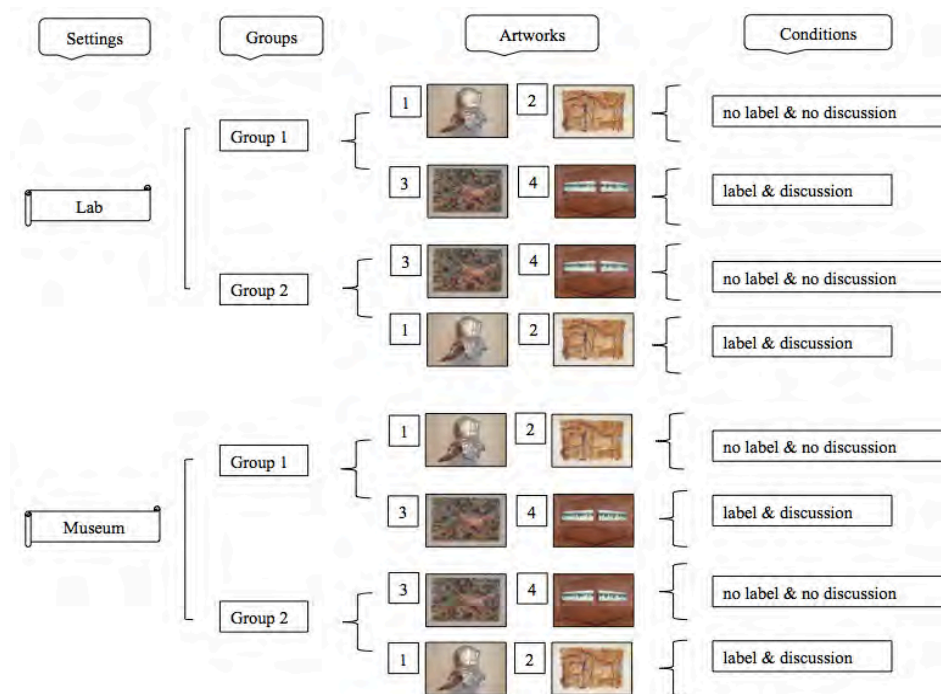 Settings Groups Artworks Conditions
1 2 no label & no discussion
Group 1
3 4 label & discussion
Lab
3 4 no label & no discussion
Group 2
1 2 label & discussion
1 2 no label & no discussion
Group 1
3 4 label & discussion
Museum
3 4 no label & no discussion
Group 2
1 2 label & discussion